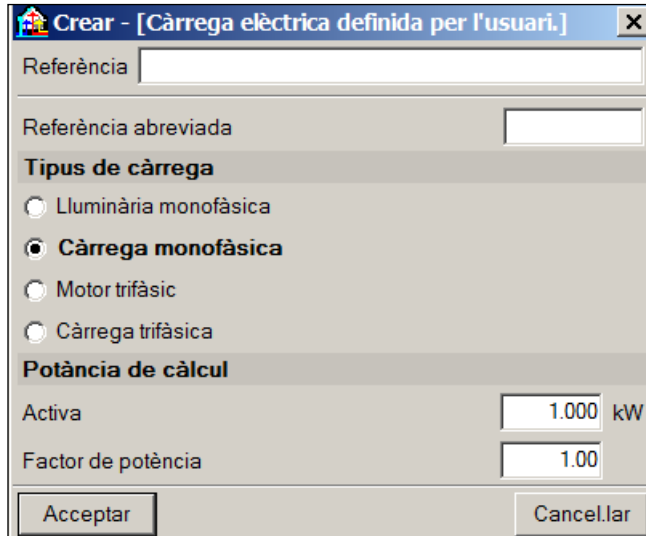 Crear - [Càrrega elèctrica definida per l'usuari.]
Referència
Referència abreviada
Tipus de càrrega
Lluminària monofàsica
Càrrega monofàsica
Motor trifàsic
Càrrega trifàsica
Potància de càlcul
Activa 1.000 kW
Factor de potència 1.00
Acceptar Cancel.lar